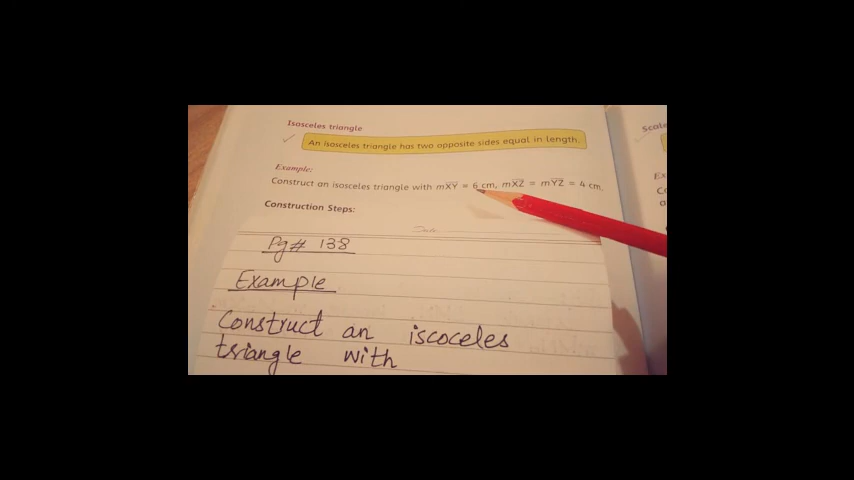 Isosceles triangle
An isosceles triangle has two opposite sides equal in length.
Example:
Construct an isosceles triangle with mXY = 6 cm, mXZ = mYZ = 4 cm.
Construction Steps:
Pg# 138
Example
Construct an iscoceles
triangle with